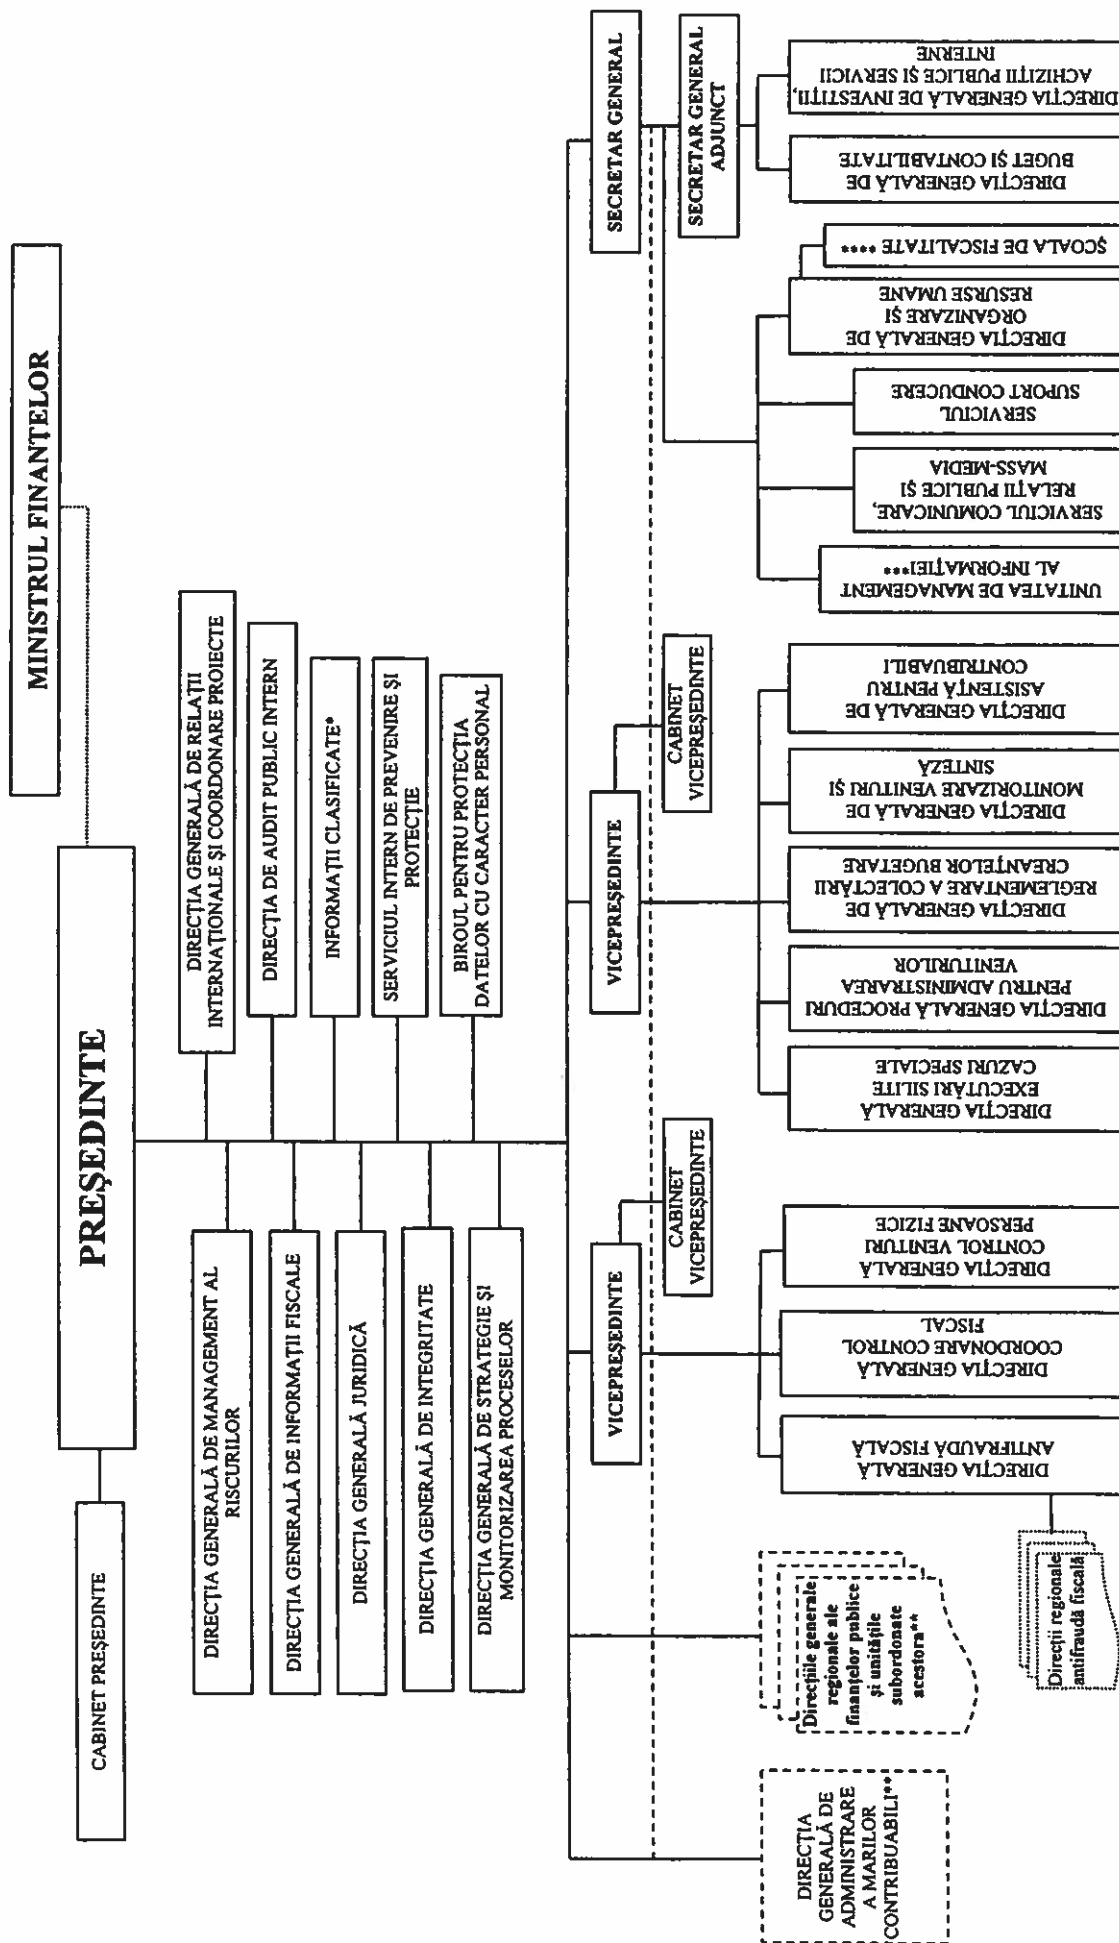 MINISTRUL FINANȚELOR
PREȘEDINTE
CABINET PREȘEDINTE
DIRECȚIA GENERALĂ DE MANAGEMENT AL
RISCURILOR
DIRECȚIA GENERALĂ DE INFORMAȚII FISCALE
DIRECȚIA GENERALĂ JURIDICĂ
DIRECȚIA GENERALĂ DE INTEGRITATE
DIRECȚIA GENERALĂ DE STRATEGIE ȘI
MONITORIZAREA PROCESELOR
DIRECȚIA GENERALĂ DE RELAȚII
INTERNAȚIONALE ȘI COORDONARE PROIECTE
DIRECȚIA DE AUDIT PUBLIC INTERN
INFORMAȚII CLASIFICATE*
SERVICIUL INTERN DE PREVENIRE ȘI
PROTECȚIE
BIROUL PENTRU PROTECȚIA
DATELOR CU CARACTER PERSONAL
VICEPREȘEDINTE
CABINET
VICEPREȘEDINTE
VICEPREȘEDINTE
CABINET
VICEPREȘEDINTE
SECRETAR GENERAL
SECRETAR GENERAL
ADJUNCT
DIRECȚIA
GENERALĂ DE
ADMINISTRARE
A MARILOR
CONTRIBUABILI**
Direcțiile generale
regionale ale
finanțelor publice
și unitățile
subordonate
acestora**
DIRECȚIA GENERALĂ
ANTIFRAUDĂ FISCALĂ
Direcții regionale
antifraudă fiscală
DIRECȚIA GENERALĂ
COORDONARE CONTROL
FISCAL
DIRECȚIA GENERALĂ
CONTROL VENITURI
PERSOANE FIZICE
DIRECȚIA GENERALĂ
EXECUTĂRI SILITE
CAZURI SPECIALE
DIRECȚIA GENERALĂ PROCEDURI
PENTRU ADMINISTRAREA
VENITURILOR
DIRECȚIA GENERALĂ DE
REGLEMENTARE A COLECTĂRII
CREANȚELOR BUGETARE
DIRECȚIA GENERALĂ DE
MONITORIZARE VENITURI ȘI
SINTEZĂ
DIRECȚIA GENERALĂ DE
ASISTENȚĂ PENTRU
CONTRIBUABILI
UNITATEA DE MANAGEMENT
AL INFORMAȚIEI***
SERVICIUL COMUNICARE,
RELAȚII PUBLICE ȘI
MASS-MEDIA
SERVICIUL
SUPORT CONDUCERE
DIRECȚIA GENERALĂ DE
ORGANIZARE ȘI
RESURSE UMANE
ȘCOALA DE FISCALITATE ****
DIRECȚIA GENERALĂ DE
BUGET ȘI CONTABILITATE
DIRECȚIA GENERALĂ DE INVESTIȚII,
ACHIZIȚII PUBLICE ȘI SERVICII
INTERNE